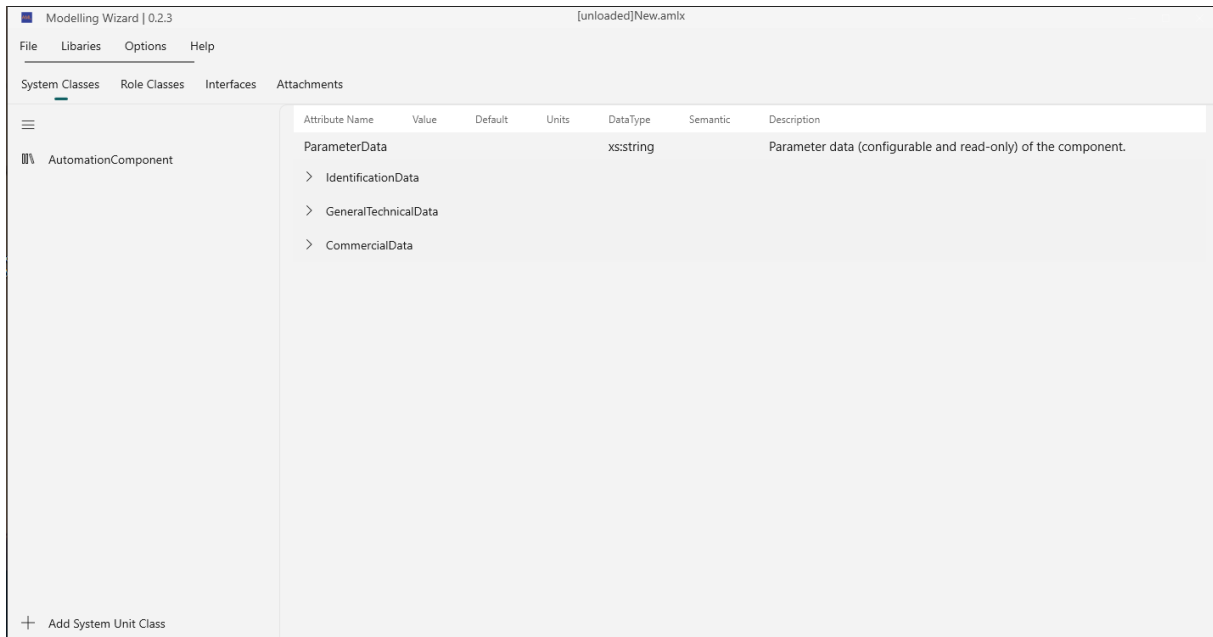 Modelling Wizard | 0.2.3 [unloaded]New.amlx
File Libaries Options Help
System Classes Role Classes Interfaces Attachments
Attribute Name Value Default Units DataType Semantic Description
ParameterData xs:string Parameter data (configurable and read-only) of the component.
AutomationComponent
IdentificationData
GeneralTechnicalData
CommercialData
Add System Unit Class